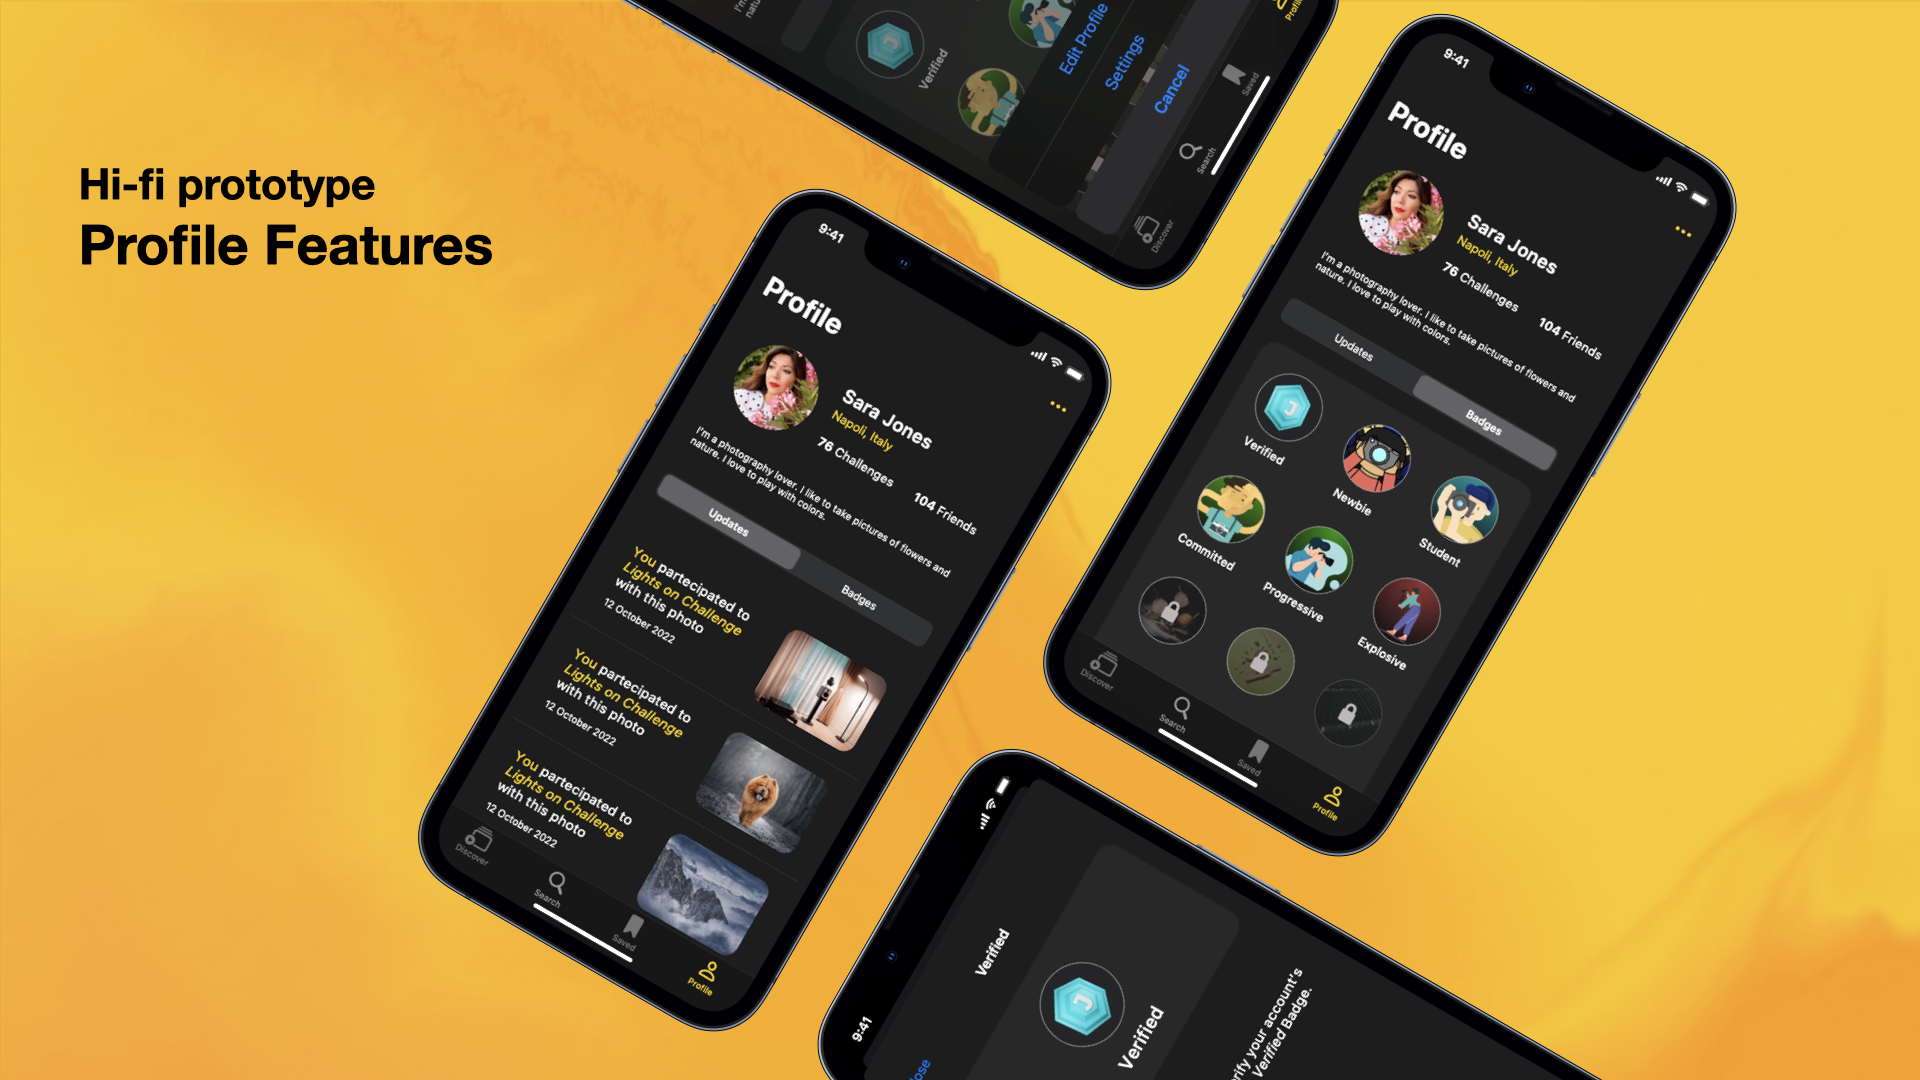 Hi-fi prototype
Profile Features
Verified
Edit Profile
Settings
Cancel
Saved
Search
Discover
9:41
Profile
Sara Jones
Napoli, Italy
76 Challenges
104 Friends
I'm a photography lover. I like to take pictures of flowers and
nature. I love to play with colors.
Updates
Badges
You partecipated to
Lights on Challenge
with this photo
12 October 2022
You partecipated to
Lights on Challenge
with this photo
12 October 2022
You partecipated to
Lights on Challenge
with this photo
12 October 2022
Discover
Search
Saved
Profile
9:41
Profile
Sara Jones
Napoli, Italy
76 Challenges
104 Friends
I'm a photography lover. I like to take pictures of flowers and
nature. I love to play with colors.
Updates
Badges
J
Verified
Newbie
Student
Committed
Progressive
Explosive
Discover
Search
Saved
Profile
9:41
Verified
J
Verified
your account's
Verified Badge.